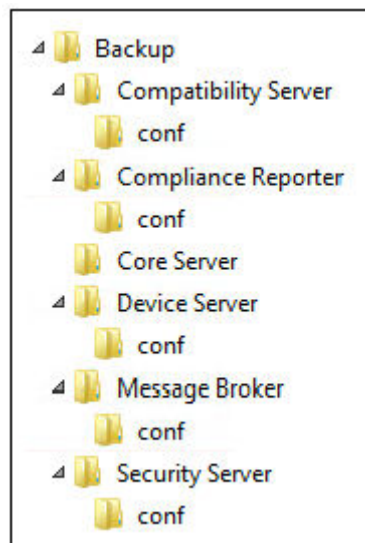 Backup
Compatibility Server
conf
Compliance Reporter
conf
Core Server
Device Server
conf
Message Broker
conf
Security Server
conf